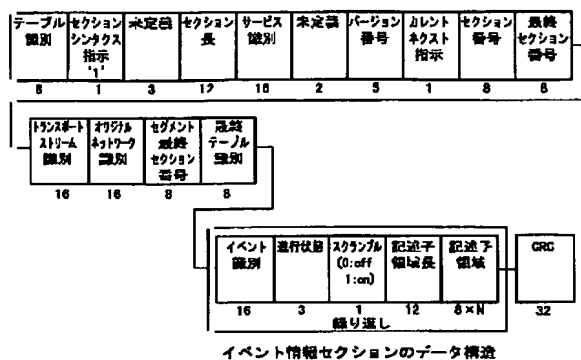 テーブル
識別
セクション
シンタクス
指示
'1'
未定義
セクション
長
サービス
識別
未定義
バージョン
番号
カレント
ネクスト
指示
セクション
番号
最終
セクション
番号
8
1
3
12
16
2
5
1
8
8
トランスポート
ストリーム
識別
オリジナル
ネットワーク
識別
セグメント
最終
セクション
番号
最終
テーブル
識別
16
16
8
8
イベント
識別
進行状態
スクランブル
(0:off
1:on)
記述子
領域長
記述子
領域
CRC
16
3
1
12
8×N
32
繰り返し
イベント情報セクションのデータ構造